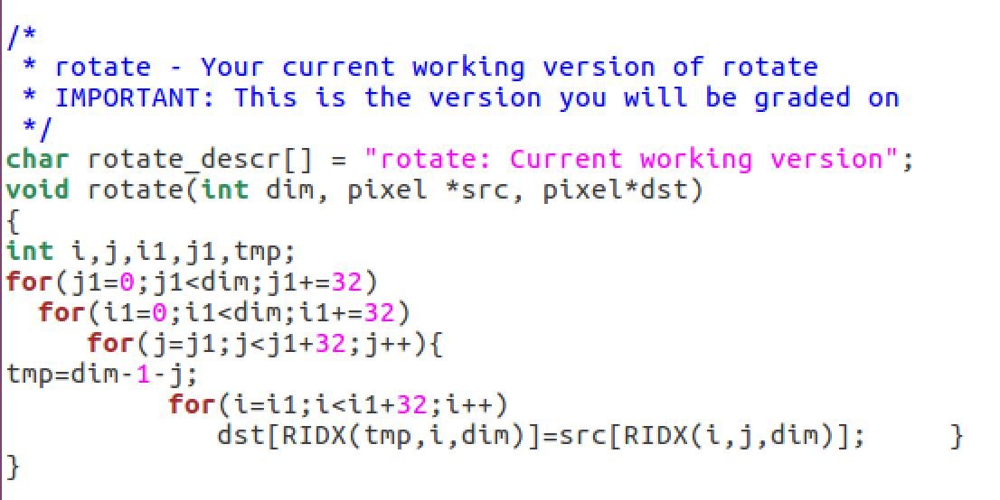 /*
 * rotate - Your current working version of rotate
 * IMPORTANT: This is the version you will be graded on
 */
char rotate_descr[] = "rotate: Current working version";
void rotate(int dim, pixel *src, pixel*dst)
{
int i,j,i1,j1,tmp;
for(j1=0;j1<dim;j1+=32)
  for(i1=0;i1<dim;i1+=32)
     for(j=j1;j<j1+32;j++){
tmp=dim-1-j;
          for(i=i1;i<i1+32;i++)
             dst[RIDX(tmp,i,dim)]=src[RIDX(i,j,dim)];     }
}